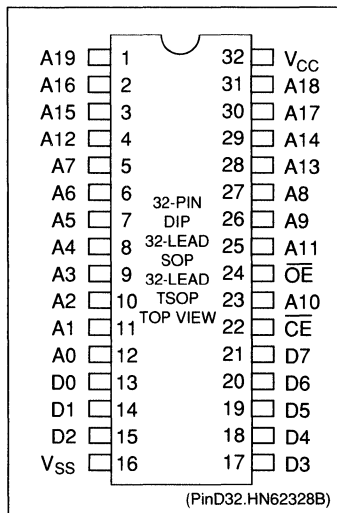 A19 1 32 VCC
A16 2 31 A18
A15 3 30 A17
A12 4 29 A14
A7 5 28 A13
A6 6 27 A8
A5 7 26 A9
A4 8 25 A11
A3 9 24 OE
A2 10 23 A10
A1 11 22 CE
A0 12 21 D7
D0 13 20 D6
D1 14 19 D5
D2 15 18 D4
VSS 16 17 D3
32-PIN
DIP
32-LEAD
SOP
32-LEAD
TSOP
TOP VIEW
(PinD32.HN62328B)